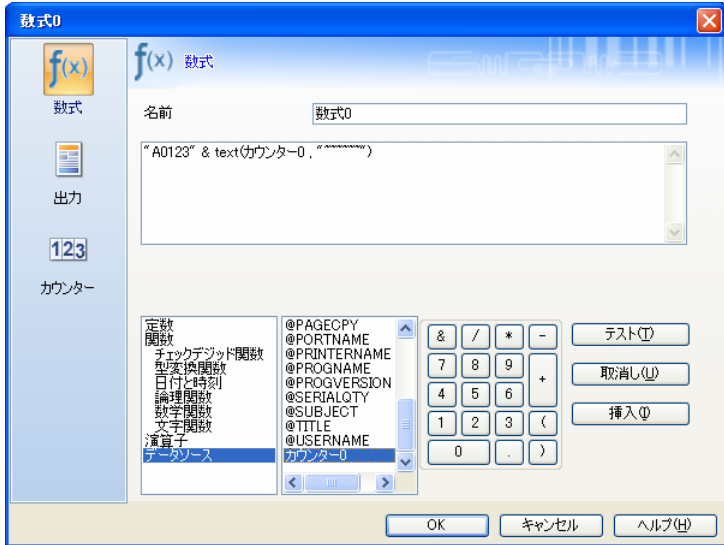 数式0
f(x)
数式
出力
123
カウンター
f(x) 数式
名前
数式0
"A0123" & text(カウンター0 , "~~~~~~")
定数
関数
チェックデジッド関数
型変換関数
日付と時刻
論理関数
数学関数
文字関数
演算子
データソース
@PAGECPY
@PORTNAME
@PRINTERNAME
@PROGNAME
@PROGVERSION
@SERIALQTY
@SUBJECT
@TITLE
@USERNAME
カウンター0
& / * -
7 8 9 +
4 5 6
1 2 3 (
0 . )
テスト(T)
取消し(U)
挿入(I)
OK
キャンセル
ヘルプ(H)